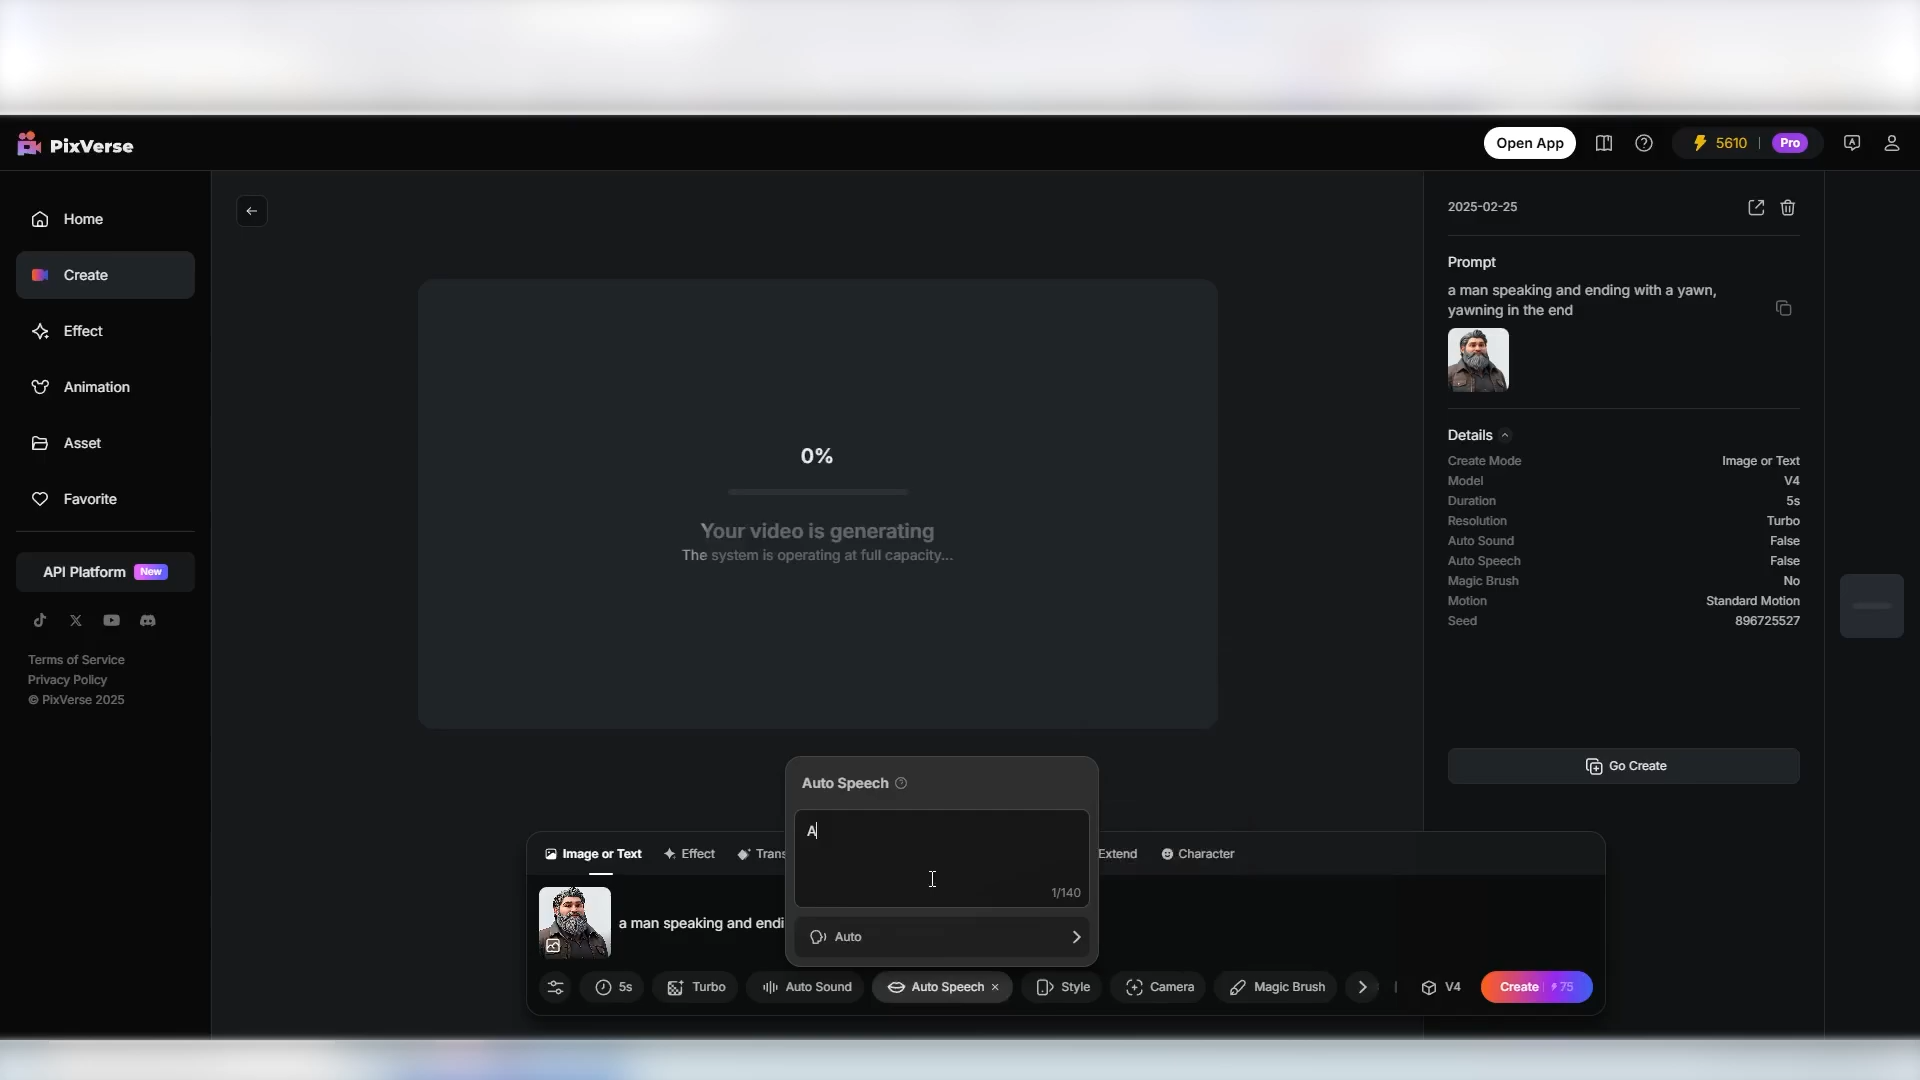 PixVerse
Open App
5610
Pro
Home
Create
Effect
Animation
Asset
Favorite
API Platform New
Terms of Service
Privacy Policy
© PixVerse 2025
0%
Your video is generating
The system is operating at full capacity...
2025-02-25
Prompt
a man speaking and ending with a yawn,
yawning in the end
Details
Create Mode Image or Text
Model V4
Duration 5s
Resolution Turbo
Auto Sound False
Auto Speech False
Magic Brush No
Motion Standard Motion
Seed 896725527
Go Create
Auto Speech
A
1/140
Auto
Image or Text Effect Trans Extend Character
a man speaking and endi
5s Turbo Auto Sound Auto Speech × Style Camera Magic Brush V4 Create 75